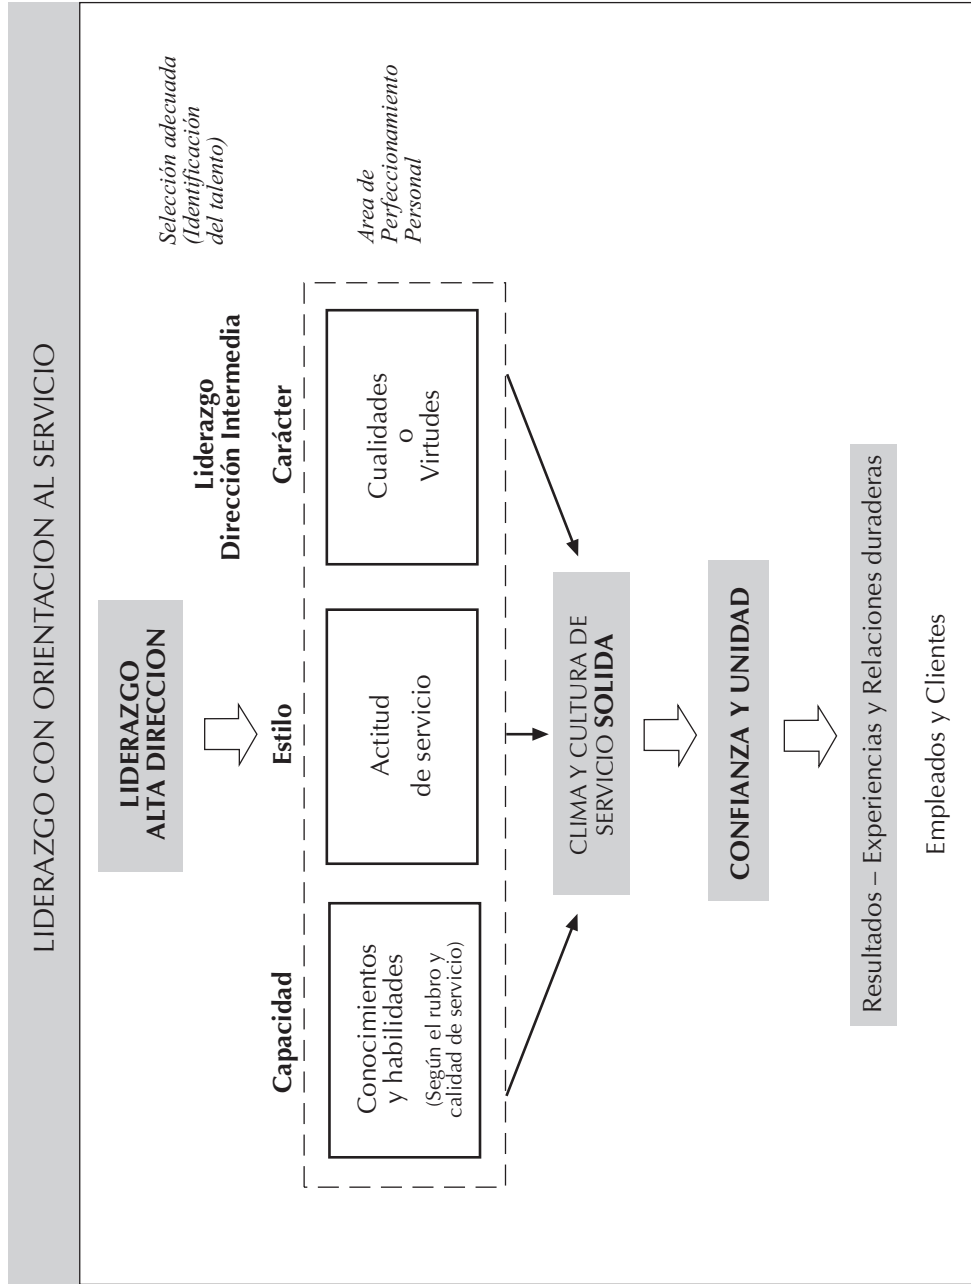 LIDERAZGO CON ORIENTACION AL SERVICIO
LIDERAZGO
ALTA DIRECCION
Selección adecuada
(Identificación
del talento)
Liderazgo
Dirección Intermedia
Capacidad
Estilo
Carácter
Conocimientos
y habilidades
(Según el rubro y
calidad de servicio)
Actitud
de servicio
Cualidades
o
Virtudes
Area de
Perfeccionamiento
Personal
CLIMA Y CULTURA DE
SERVICIO SOLIDA
CONFIANZA Y UNIDAD
Resultados – Experiencias y Relaciones duraderas
Empleados y Clientes